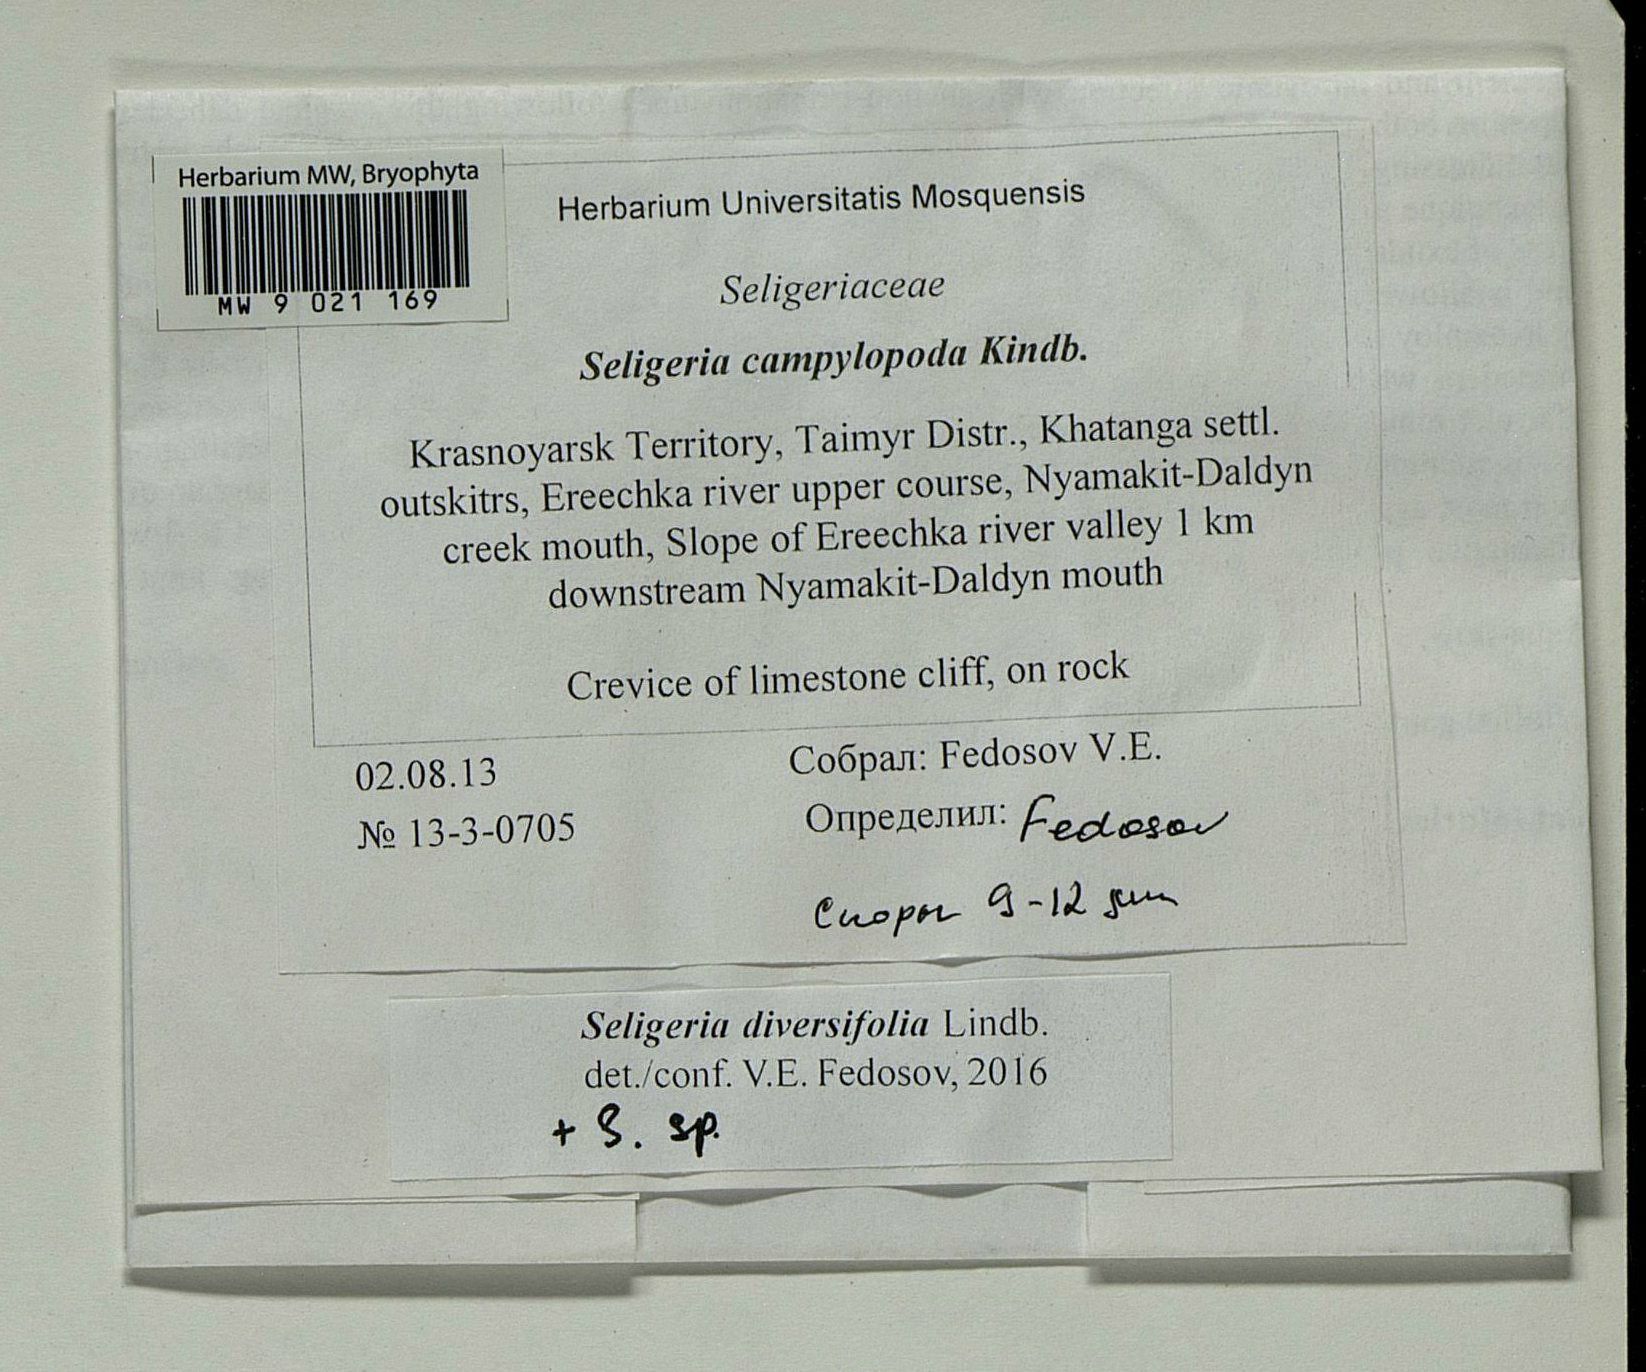 Herbarium MW, Bryophyta
MW 9 021 169
Herbarium Universitatis Mosquensis
Seligeriaceae
Seligeria campylopoda Kindb.
Krasnoyarsk Territory, Taimyr Distr., Khatanga settl.
outskitrs, Ereechka river upper course, Nyamakit-Daldyn
creek mouth, Slope of Ereechka river valley 1 km
downstream Nyamakit-Daldyn mouth
Crevice of limestone cliff, on rock
02.08.13
№ 13-3-0705
Собрал: Fedosov V.E.
Определил: Fedosov
Споры 9-12
Seligeria diversifolia Lindb.
det./conf. V.E. Fedosov, 2016
+ S. sp.